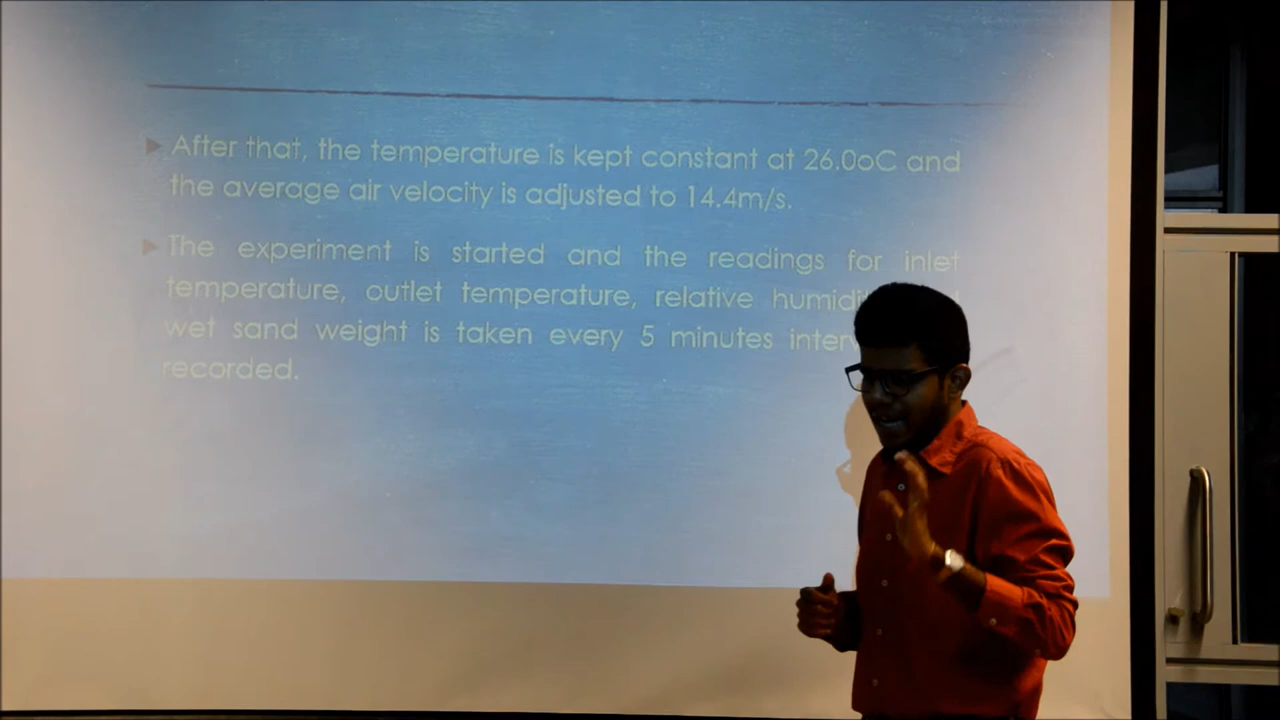 After that, the temperature is kept constant at 26.0oC and
the average air velocity is adjusted to 14.4m/s.
The experiment is started and the readings for inlet
temperature, outlet temperature, relative
wet sand weight is taken every 5 minutes
recorded.